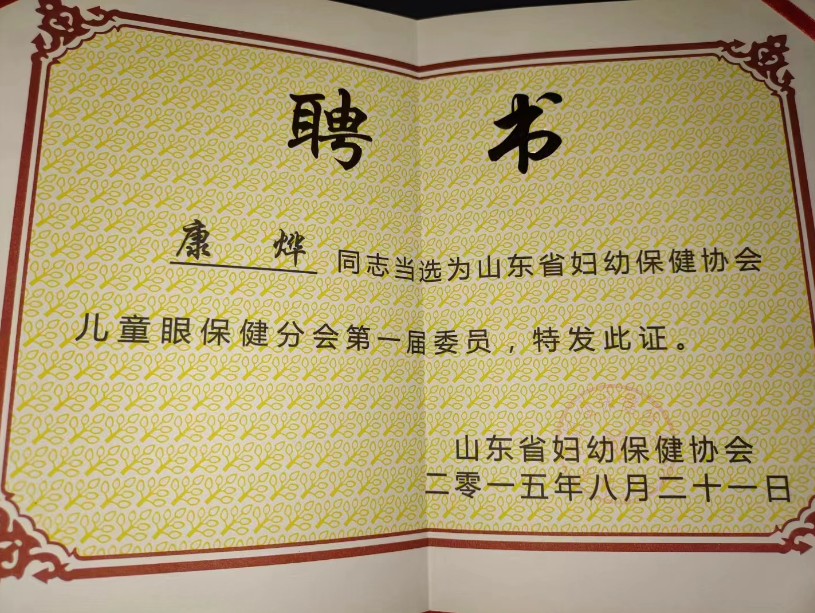 聘书
康烨同志当选为山东省妇幼保健协会
儿童眼保健分会第一届委员，特发此证。
山东省妇幼保健协会
二零一五年八月二十一日